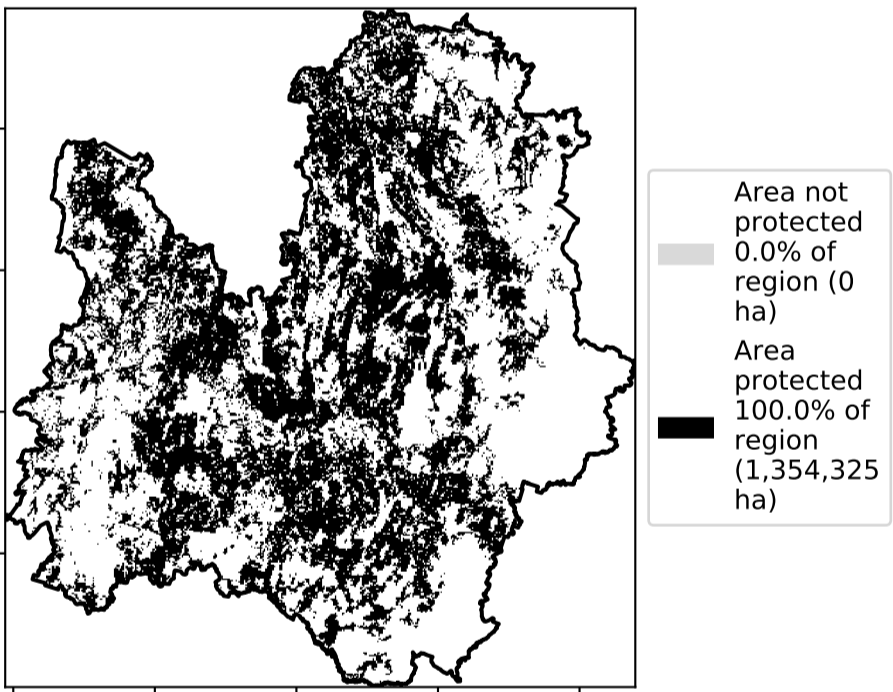 Area not
protected
0.0% of
region (0
ha)
Area
protected
100.0% of
region
(1,354,325
ha)